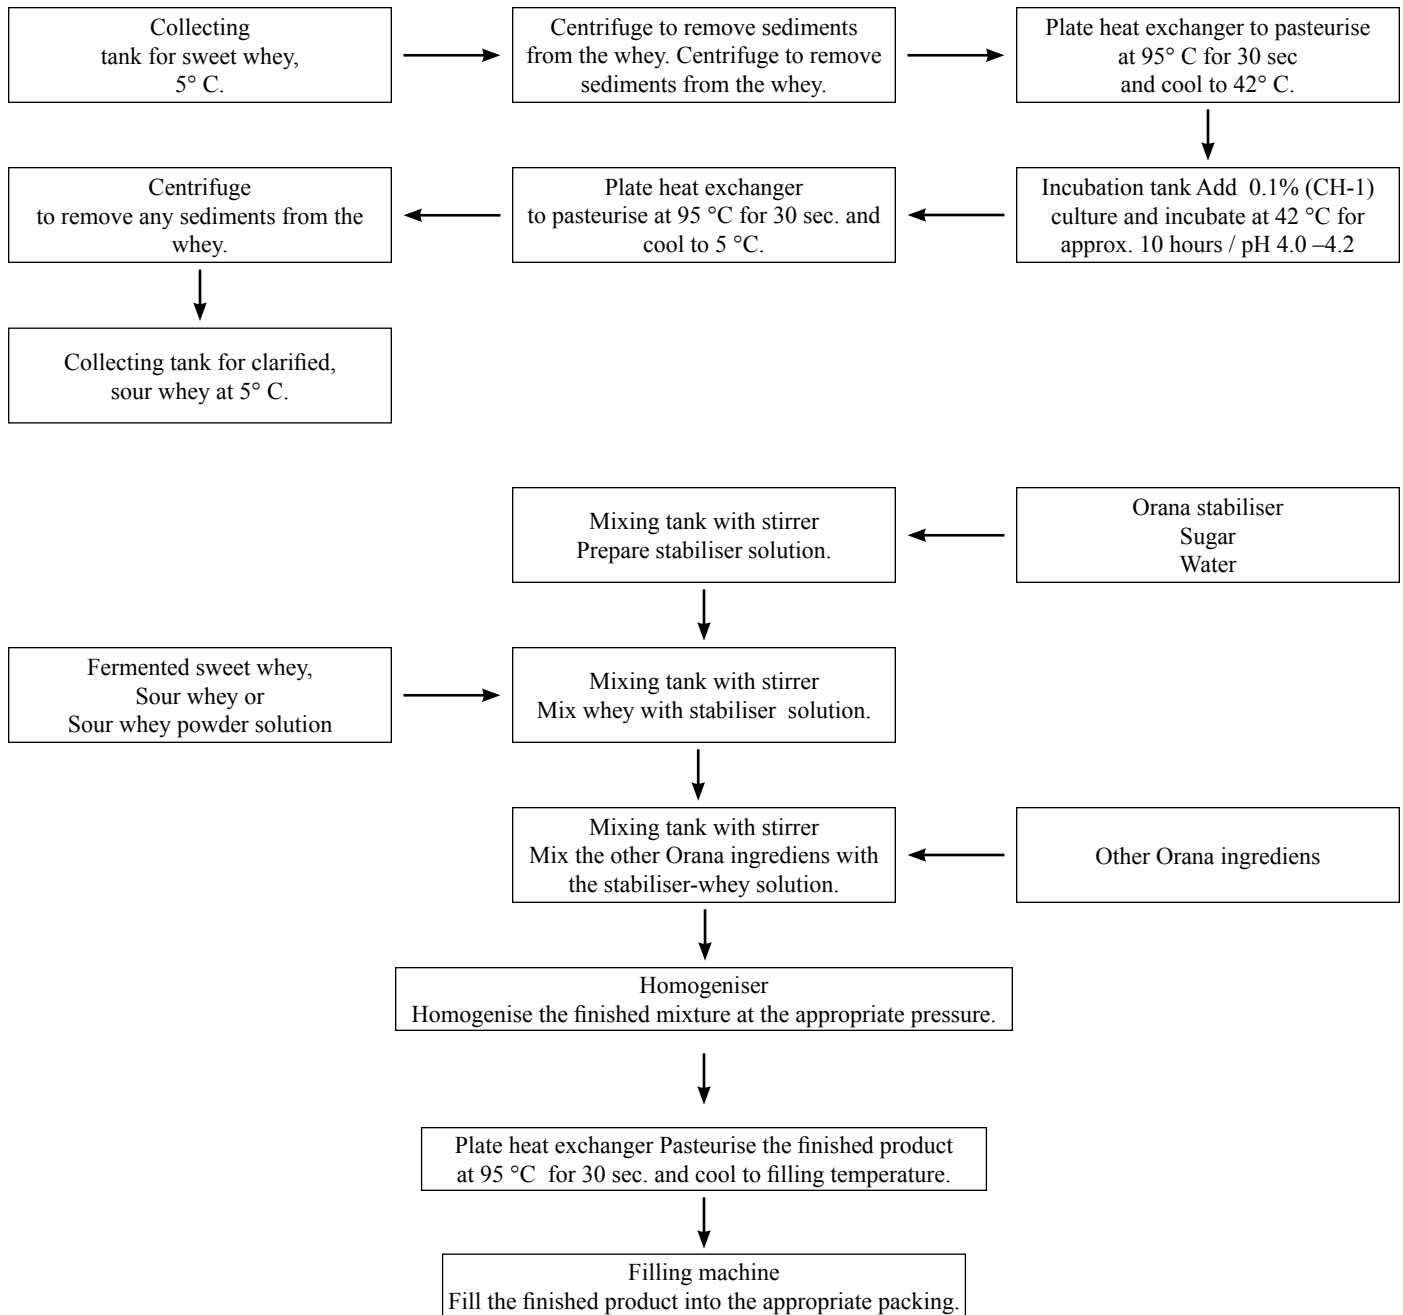 Collecting
tank for sweet whey,
5° C.
Centrifuge to remove sediments
from the whey. Centrifuge to remove
sediments from the whey.
Plate heat exchanger to pasteurise
at 95° C for 30 sec
and cool to 42° C.
Incubation tank Add 0.1% (CH-1)
culture and incubate at 42 °C for
approx. 10 hours / pH 4.0 –4.2
Plate heat exchanger
to pasteurise at 95 °C for 30 sec. and
cool to 5 °C.
Centrifuge
to remove any sediments from the
whey.
Collecting tank for clarified,
sour whey at 5° C.
Orana stabiliser
Sugar
Water
Mixing tank with stirrer
Prepare stabiliser solution.
Fermented sweet whey,
Sour whey or
Sour whey powder solution
Mixing tank with stirrer
Mix whey with stabiliser solution.
Mixing tank with stirrer
Mix the other Orana ingrediens with
the stabiliser-whey solution.
Other Orana ingrediens
Homogeniser
Homogenise the finished mixture at the appropriate pressure.
Plate heat exchanger Pasteurise the finished product
at 95 °C for 30 sec. and cool to filling temperature.
Filling machine
Fill the finished product into the appropriate packing.